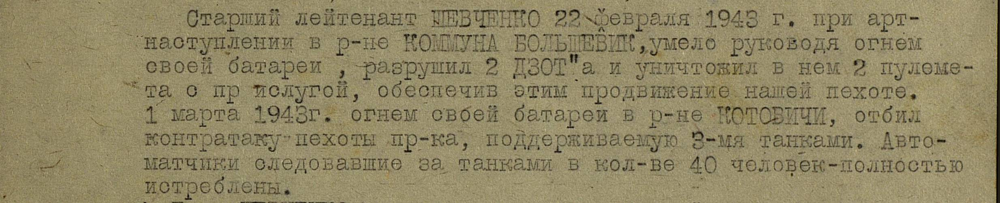 Старший лейтенант ШЕВЧЕНКО 22 февраля 1943 г. при арт-
наступлении в р-не КОММУНА БОЛЬШЕВИК,умело руководя огнем
своей батареи , разрушил 2 ДЗОТ"а и уничтожил в нем 2 пулеме-
та с пр ислугой, обеспечив этим продвижение нашей пехоте.
1 марта 1943г. огнем своей батареи в р-не КОТОВИЧИ, отбил
контратаку пехоты пр-ка, поддерживаемую 3-мя танками. Авто-
матчики следовавшие за танками в кол-ве 40 человек-полностью
истреблены.